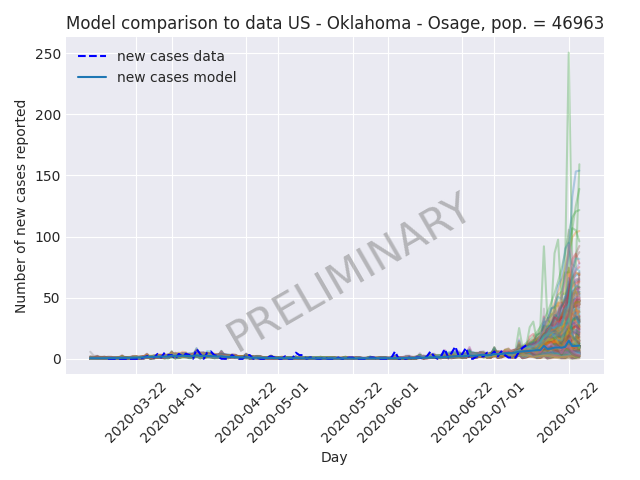 Model comparison to data US - Oklahoma - Osage, pop. = 46963
new cases data
new cases model
250
200
150
100
50
0
Number of new cases reported
PRELIMINARY
2020-03-22
2020-04-01
2020-04-22
2020-05-01
2020-05-22
2020-06-01
2020-06-22
2020-07-01
2020-07-22
Day